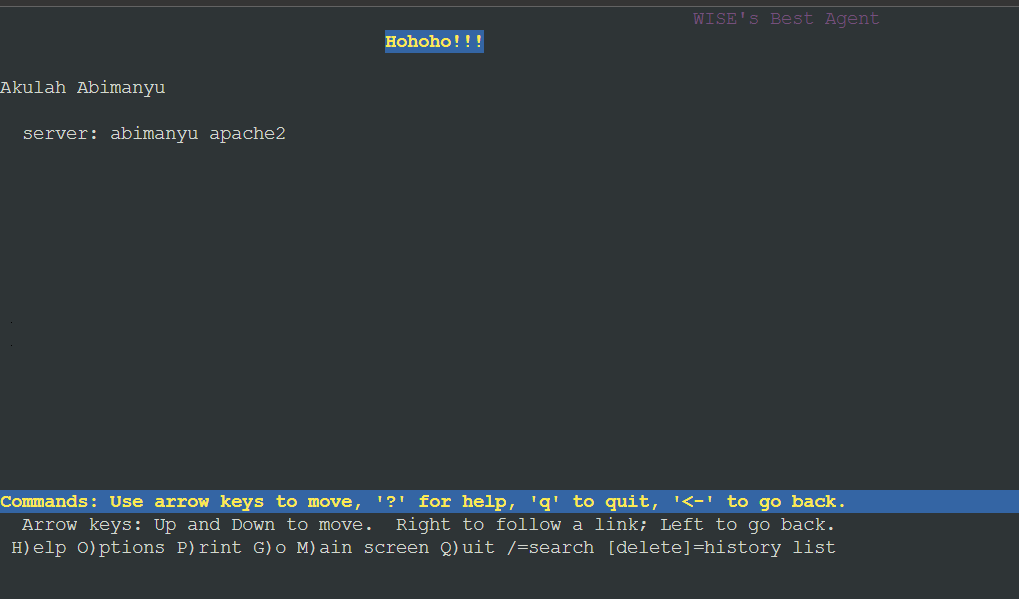 WISE's Best Agent
Hohoho!!!
Akulah Abimanyu
server: abimanyu apache2
Commands: Use arrow keys to move, '?' for help, 'q' to quit, '<-' to go back.
Arrow keys: Up and Down to move. Right to follow a link; Left to go back.
H)elp O)ptions P)rint G)o M)ain screen Q)uit /=search [delete]=history list